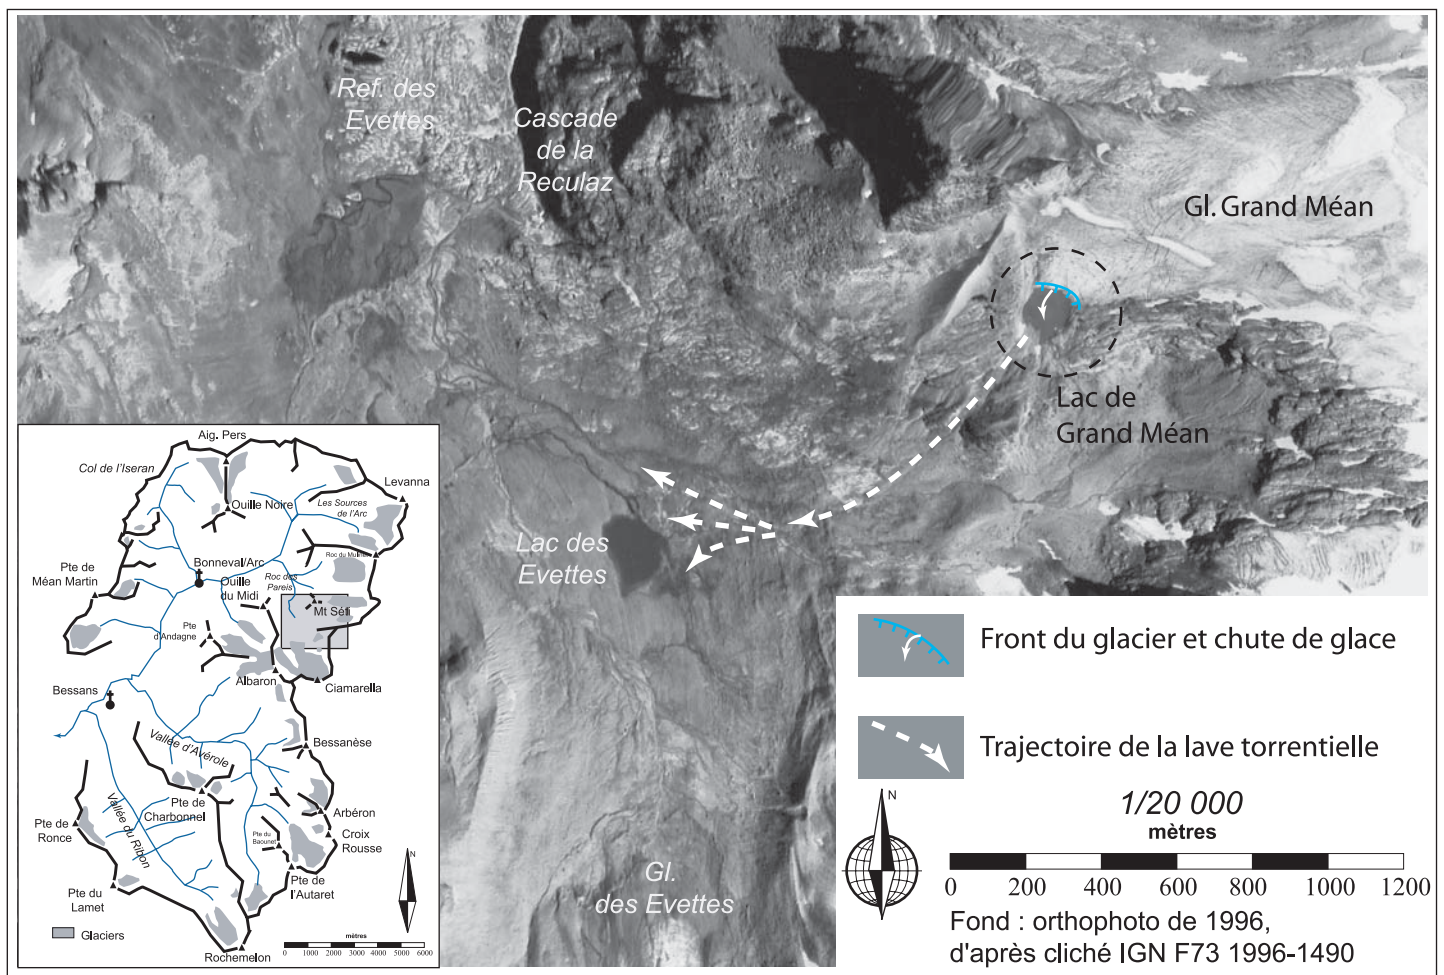 Ref. des
Evettes
Cascade
de la
Reculaz
Gl. Grand Méan
Lac de
Grand Méan
Lac des
Evettes
Gl.
des Evettes
Aig. Pers
Col de l'Iseran
Levanna
Ouille Noire
Les Sources
de l'Arc
Bonneval/Arc
Pte de
Méan Martin
Ouille
du Midi
Roc des
Pareis
Mt Séti
Pte
d'Andagne
Albaron
Ciamarella
Bessans
Bessanèse
Vallée d'Avérole
Vallée du Ribon
Pte de
Charbonnel
Arbéron
Pte de
Ronce
Croix
Rousse
Pte du
Baounet
Pte de
l'Autaret
Pte du
Lamet
N
Glaciers
mètres
0 1000 2000 3000 4000 5000 6000
Rochemelon
Front du glacier et chute de glace
Trajectoire de la lave torrentielle
N
1/20 000
mètres
0 200 400 600 800 1000 1200
Fond : orthophoto de 1996,
d'après cliché IGN F73 1996-1490